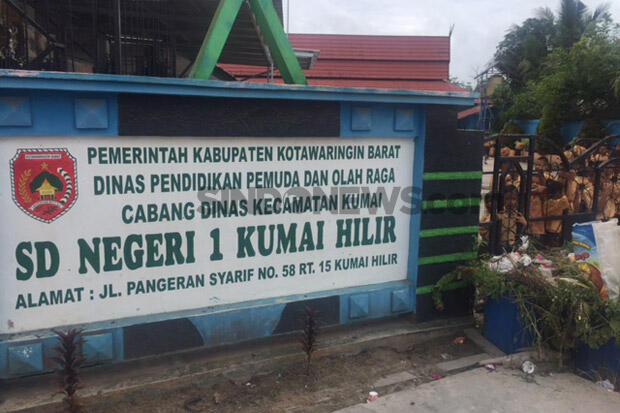 PEMERINTAH KABUPATEN KOTAWARINGIN BARAT
DINAS PENDIDIKAN PEMUDA DAN OLAH RAGA
CABANG DINAS KECAMATAN KUMAI
SD NEGERI 1 KUMAI HILIR
ALAMAT : JL. PANGERAN SYARIF NO. 58 RT. 15 KUMAI HILIR
SINDONEWS.com